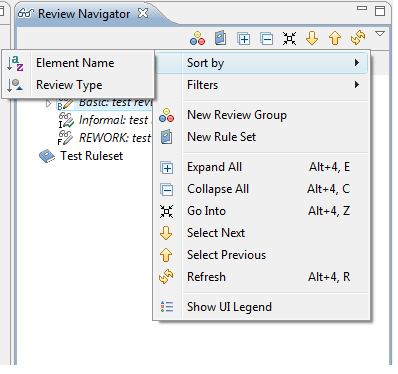 Review Navigator
Element Name
Review Type
Sort by
Filters
Basic: test revi
Informal: test
REWORK: test
Test Ruleset
New Review Group
New Rule Set
Expand All Alt+4, E
Collapse All Alt+4, C
Go Into Alt+4, Z
Select Next
Select Previous
Refresh Alt+4, R
Show UI Legend